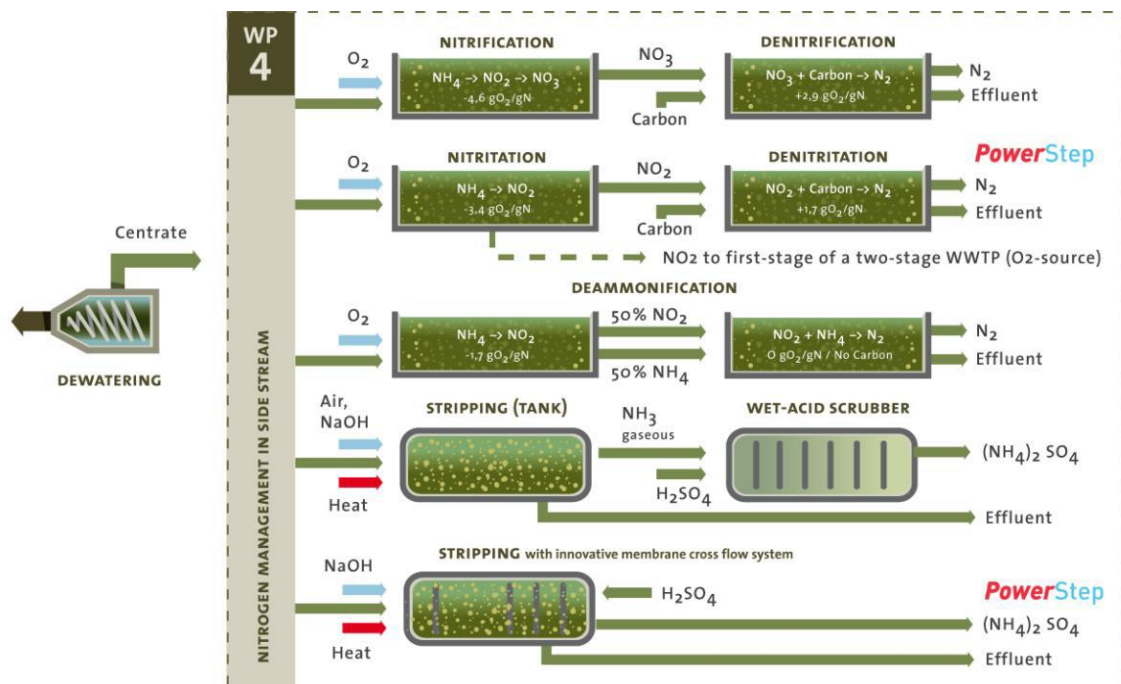 WP
4
NITROGEN MANAGEMENT IN SIDE STREAM
Centrate
DEWATERING
NITRIFICATION
DENITRIFICATION
O₂
NH₄ → NO₂ → NO₃
-4,6 gO₂/gN
NO₃
Carbon
NO₃ + Carbon → N₂
+2,9 gO₂/gN
N₂
Effluent
PowerStep
NITRITATION
DENITRITATION
O₂
NH₄ → NO₂
-3,4 gO₂/gN
NO₂
Carbon
NO₂ + Carbon → N₂
+1,7 gO₂/gN
N₂
Effluent
NO2 to first-stage of a two-stage WWTP (O2-source)
DEAMMONIFICATION
O₂
NH₄ → NO₂
-1,7 gO₂/gN
50% NO₂
50% NH₄
NO₂ + NH₄ → N₂
0 gO₂/gN / No Carbon
N₂
Effluent
STRIPPING (TANK)
WET-ACID SCRUBBER
Air,
NaOH
Heat
NH₃
gaseous
H₂SO₄
(NH₄)₂ SO₄
Effluent
STRIPPING with innovative membrane cross flow system
NaOH
Heat
H₂SO₄
PowerStep
(NH₄)₂ SO₄
Effluent